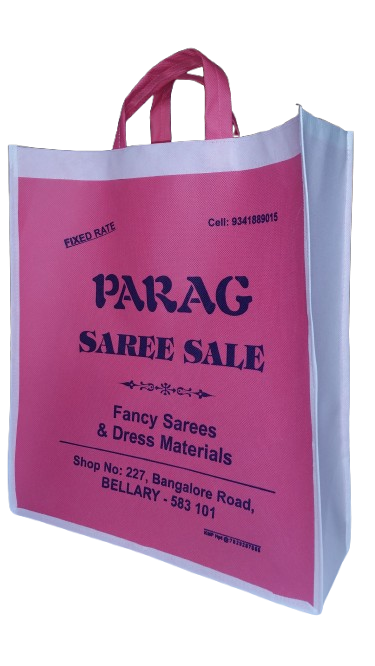 FIXED RATE
Cell: 9341889015
PARAG
SAREE SALE
Fancy Sarees
& Dress Materials
Shop No: 227, Bangalore Road,
BELLARY - 583 101